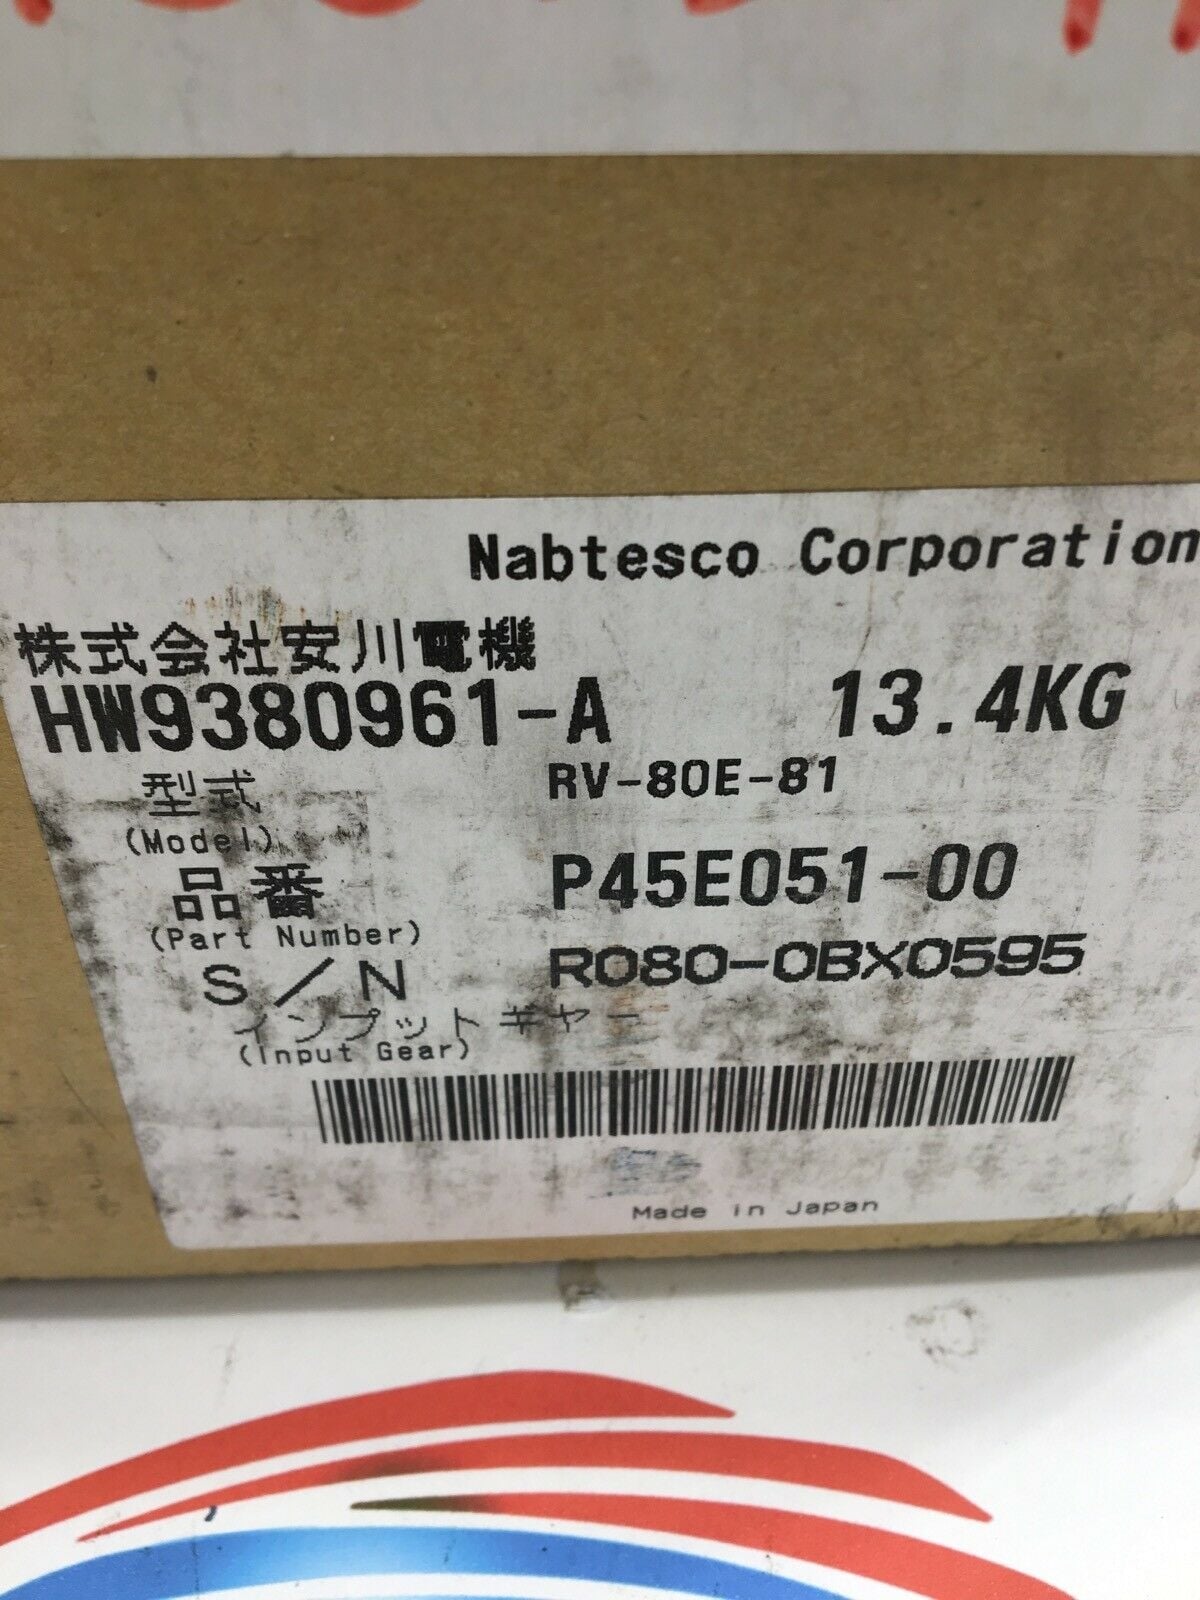 Nabtesco Corporation
株式会社安川電機
HW9380961-A 13.4KG
型式 RV-80E-81
(Model)
品番 P45E051-00
(Part Number)
S/N R080-0BX0595
インプットギヤー
(Input Gear)
Made in Japan